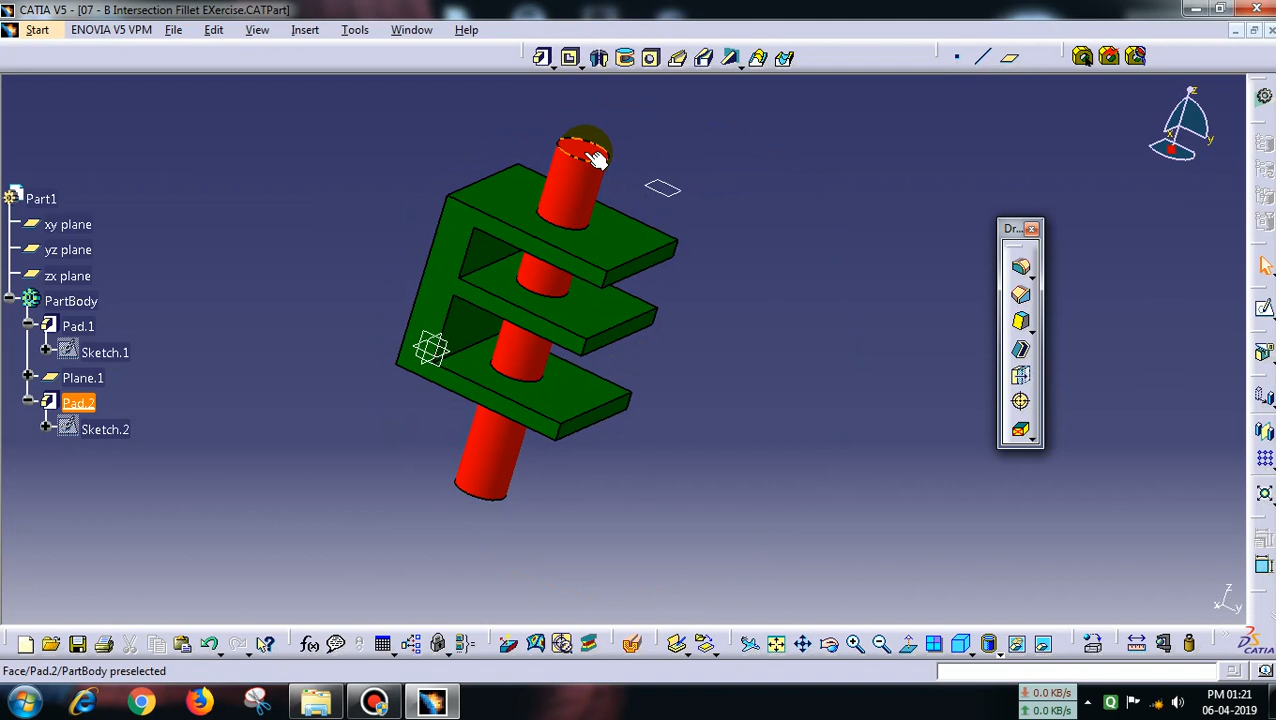 CATIA V5 - [07 - B Intersection Fillet EXercise.CATPart]
Start ENOVIA V5 VPM File Edit View Insert Tools Window Help
z
x
y
Part1
xy plane
yz plane
zx plane
PartBody
Pad.1
Sketch.1
Plane.1
Pad.2
Sketch.2
Dr...
z
x y
f(x)
CATIA
Face/Pad.2/PartBody preselected
0.0 KB/s
0.0 KB/s
PM 01:21
06-04-2019